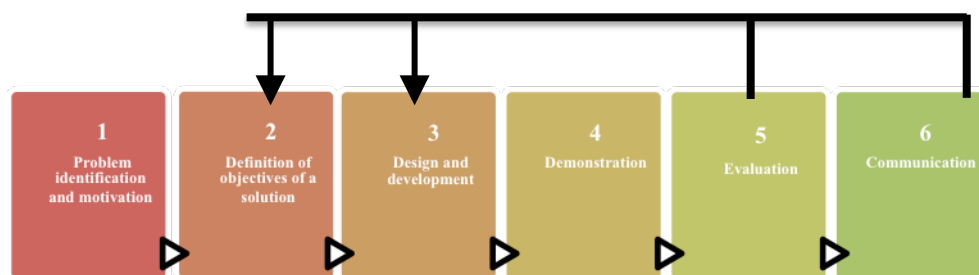 1
Problem
identification
and motivation
2
Definition of
objectives of a
solution
3
Design and
development
4
Demonstration
5
Evaluation
6
Communication